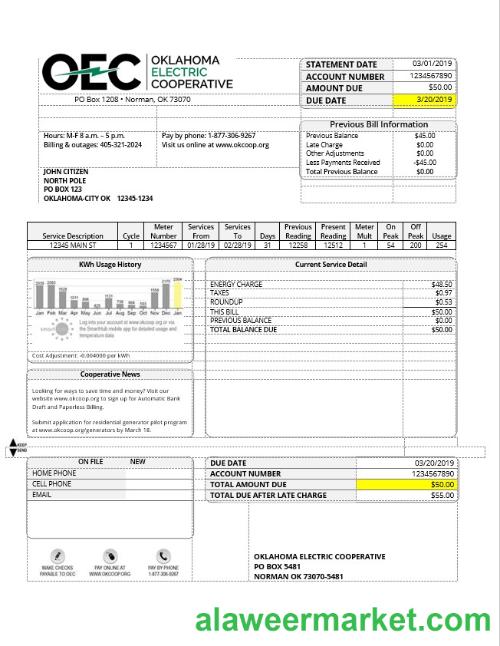 OEC OKLAHOMA ELECTRIC COOPERATIVE
PO Box 1208 • Norman, OK 73070
STATEMENT DATE 03/01/2019
ACCOUNT NUMBER 1234567890
AMOUNT DUE $50.00
DUE DATE 3/20/2019
Hours: M-F 8 a.m. – 5 p.m. Pay by phone: 1-877-306-9267
Billing & outages: 405-321-2024 Visit us online at www.okcoop.org
Previous Bill Information
Previous Balance $45.00
Late Charge $0.00
Other Adjustments $0.00
Less Payments Received -$45.00
Total Previous Balance $0.00
JOHN CITIZEN
NORTH POLE
PO BOX 123
OKLAHOMA-CITY OK 12345-1234
Service Description Cycle Meter Number Services From Services To Days Previous Reading Present Reading Meter Mult On Peak Off Peak Usage
12345 MAIN ST 1 1234567 01/28/19 02/28/19 31 12258 12512 1 54 200 254
KWh Usage History
Jan Feb Mar Apr May Jun Jul Aug Sep Oct Nov Dec Jan
Log into your account at www.okcoop.org or via
the SmartHub mobile app for detailed usage and
temperature data
Cost Adjustment: -0.004000 per kWh
Current Service Detail
ENERGY CHARGE $48.50
TAXES $0.97
ROUNDUP $0.53
THIS BILL $50.00
PREVIOUS BALANCE $0.00
TOTAL BALANCE DUE $50.00
Cooperative News
Looking for ways to save time and money? Visit our
website www.okcoop.org to sign up for Automatic Bank
Draft and Paperless Billing.
Submit application for residential generator pilot program
at www.okcoop.org/generators by March 18.
KEEP
SEND
ON FILE NEW
HOME PHONE
CELL PHONE
EMAIL
DUE DATE 03/20/2019
ACCOUNT NUMBER 1234567890
TOTAL AMOUNT DUE $50.00
TOTAL DUE AFTER LATE CHARGE $55.00
MAKE CHECKS PAYABLE TO OEC
PAY ONLINE AT WWW.OKCOOP.ORG
PAY BY PHONE 1-877-306-9267
OKLAHOMA ELECTRIC COOPERATIVE
PO BOX 5481
NORMAN OK 73070-5481
alaweermarket.com